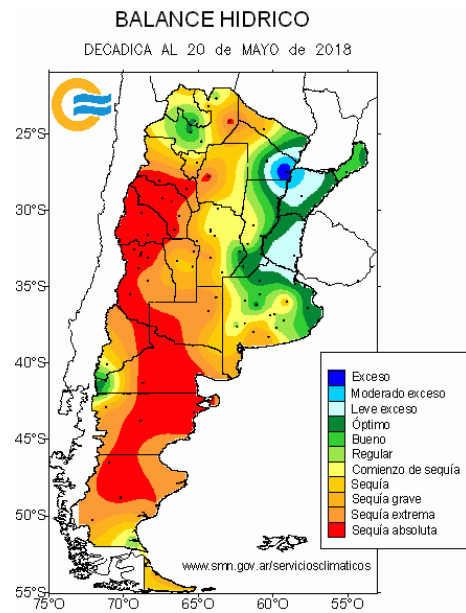 BALANCE HIDRICO
DECADICA AL 20 de MAYO de 2018
25°S
30°S
35°S
40°S
45°S
50°S
55°S
75°O
70°O
65°O
60°O
55°O
Exceso
Moderado exceso
Leve exceso
Óptimo
Bueno
Regular
Comienzo de sequía
Sequía
Sequía grave
Sequía extrema
Sequía absoluta
www.smn.gov.ar/serviciosclimaticos